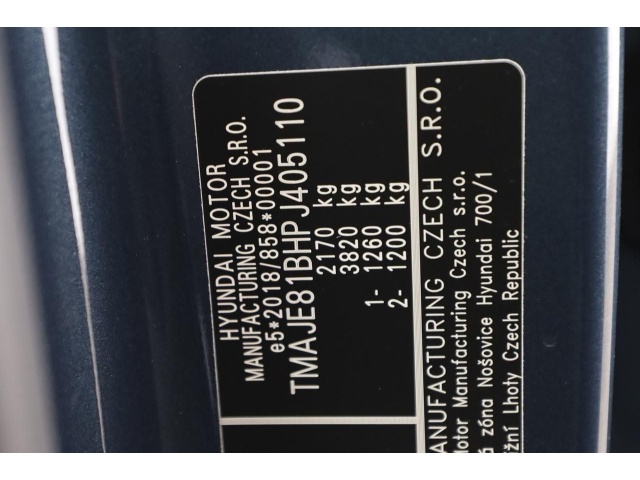 HYUNDAI MOTOR
MANUFACTURING CZECH S.R.O.
e5*2018/858*00001
TMAJE81BHPJ405110
2170 kg
3820 kg
1- 1260 kg
2- 1200 kg
MANUFACTURING CZECH S.R.O.
Motor Manufacturing Czech s.r.o.
zóna Nošovice Hyundai 700/1
Lhoty Czech Republic